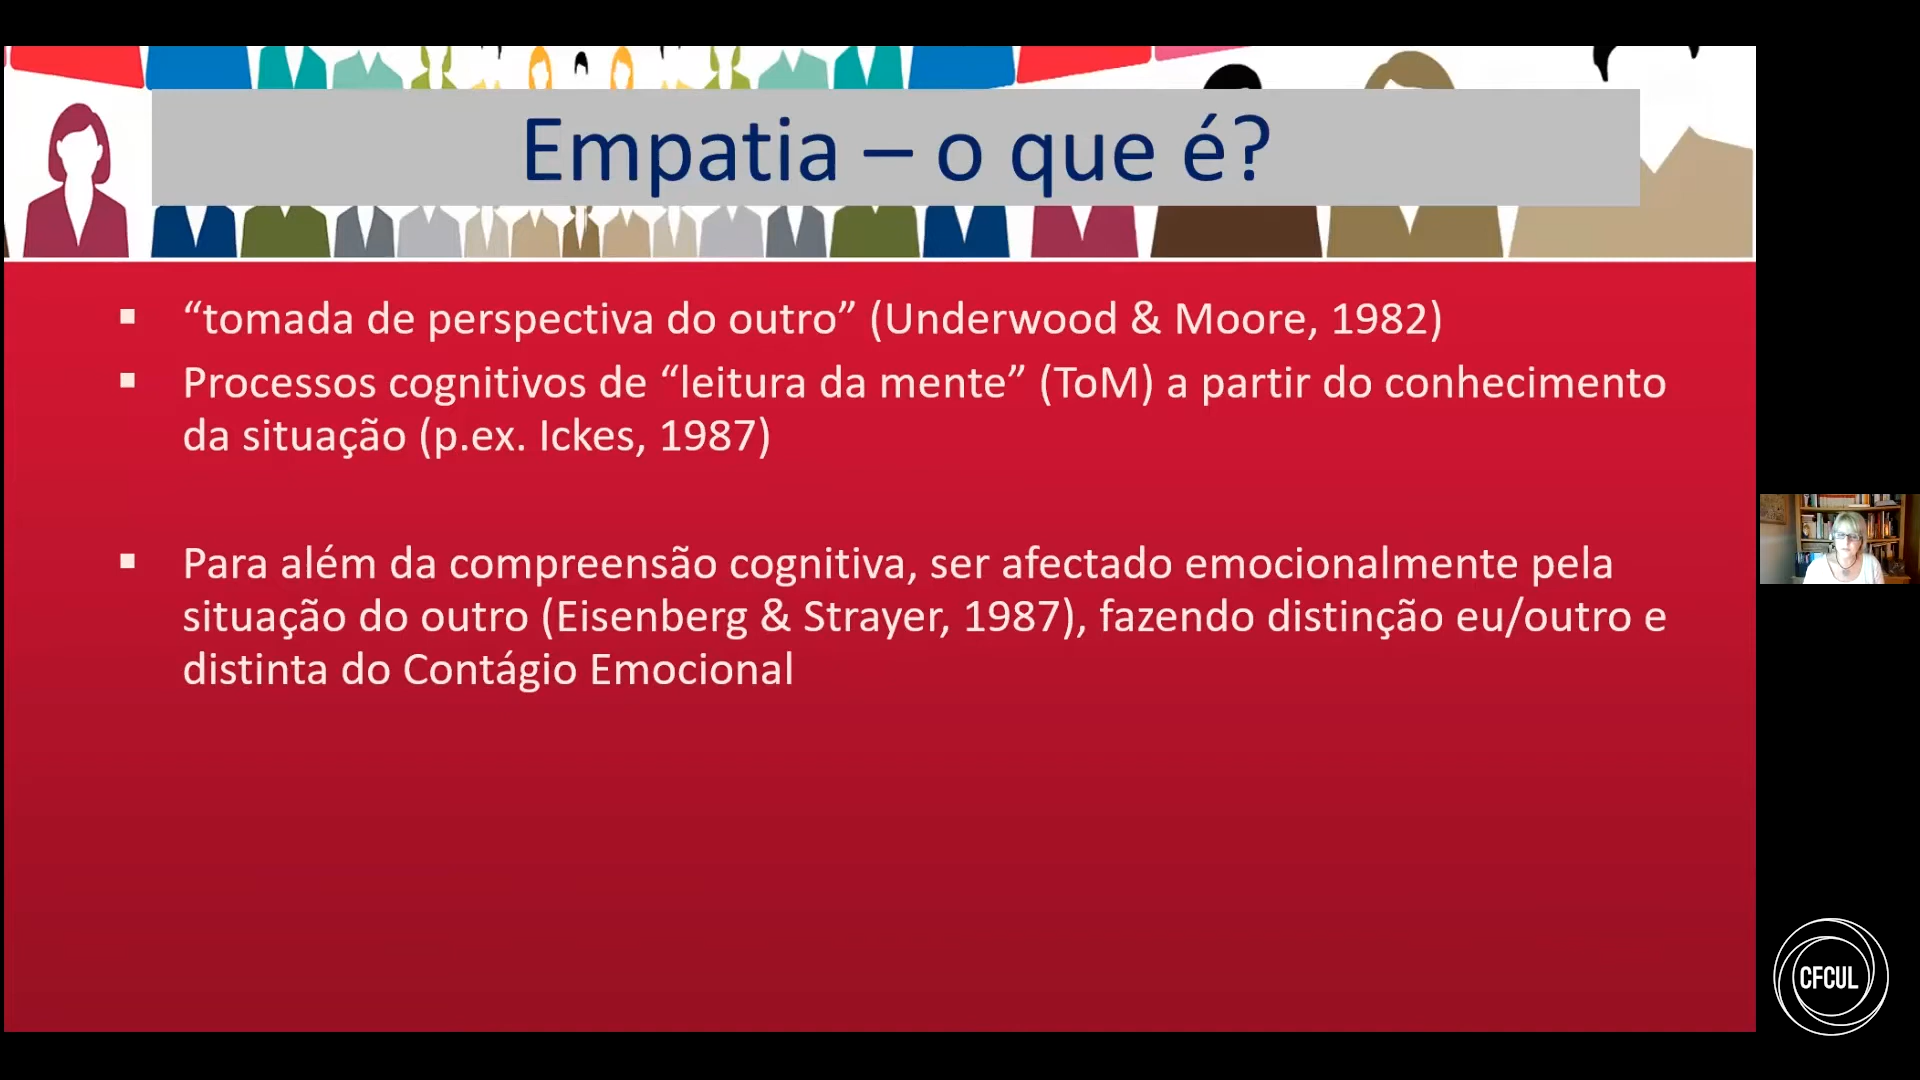 Empatia – o que é?
▪ “tomada de perspectiva do outro” (Underwood & Moore, 1982)
▪ Processos cognitivos de “leitura da mente” (ToM) a partir do conhecimento
da situação (p.ex. Ickes, 1987)
▪ Para além da compreensão cognitiva, ser afectado emocionalmente pela
situação do outro (Eisenberg & Strayer, 1987), fazendo distinção eu/outro e
distinta do Contágio Emocional
CFCUL